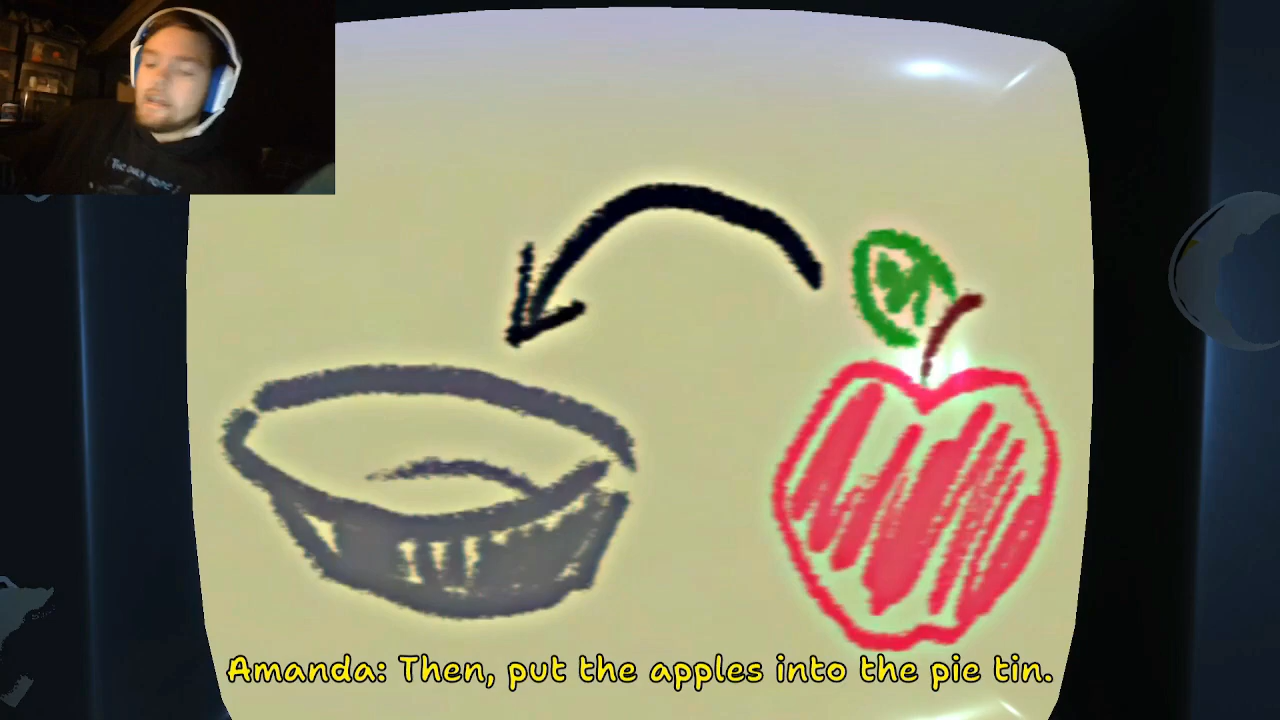 Amanda: Then, put the apples into the pie tin.